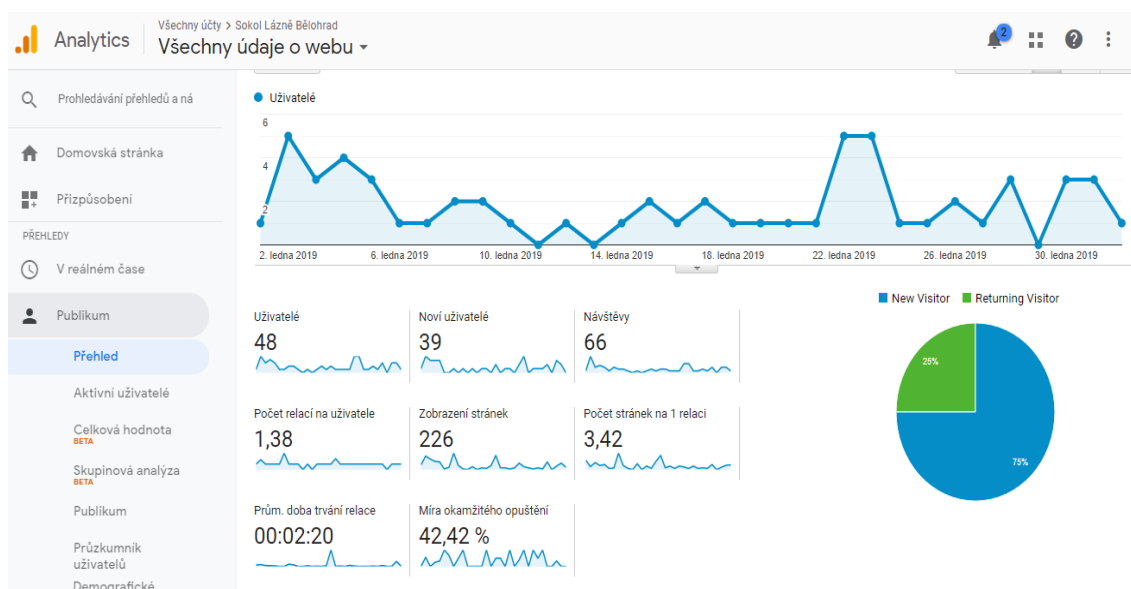 Analytics
Všechny účty > Sokol Lázně Bělohrad
Všechny údaje o webu
2
Prohledávání přehledů a ná
Domovská stránka
Přizpůsobení
PŘEHLEDY
V reálném čase
Publikum
Přehled
Aktivní uživatelé
Celková hodnota
BETA
Skupinová analýza
BETA
Publikum
Průzkumník
uživatelů
Demografické
Uživatelé
6
4
2
2. ledna 2019 6. ledna 2019 10. ledna 2019 14. ledna 2019 18. ledna 2019 22. ledna 2019 26. ledna 2019 30. ledna 2019
New Visitor Returning Visitor
Uživatelé Noví uživatelé Návštěvy
48 39 66
Počet relací na uživatele Zobrazení stránek Počet stránek na 1 relaci
1,38 226 3,42
Prům. doba trvání relace Míra okamžitého opuštění
00:02:20 42,42 %
25%
75%